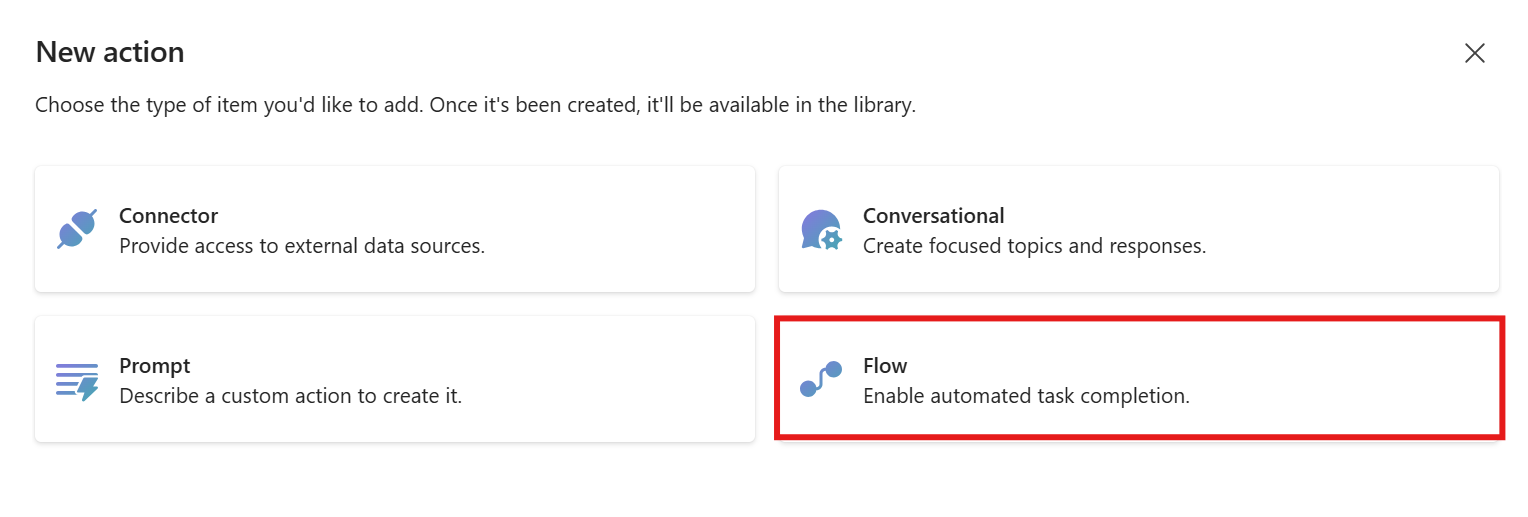 New action
Choose the type of item you'd like to add. Once it's been created, it'll be available in the library.
Connector
Provide access to external data sources.
Conversational
Create focused topics and responses.
Prompt
Describe a custom action to create it.
Flow
Enable automated task completion.